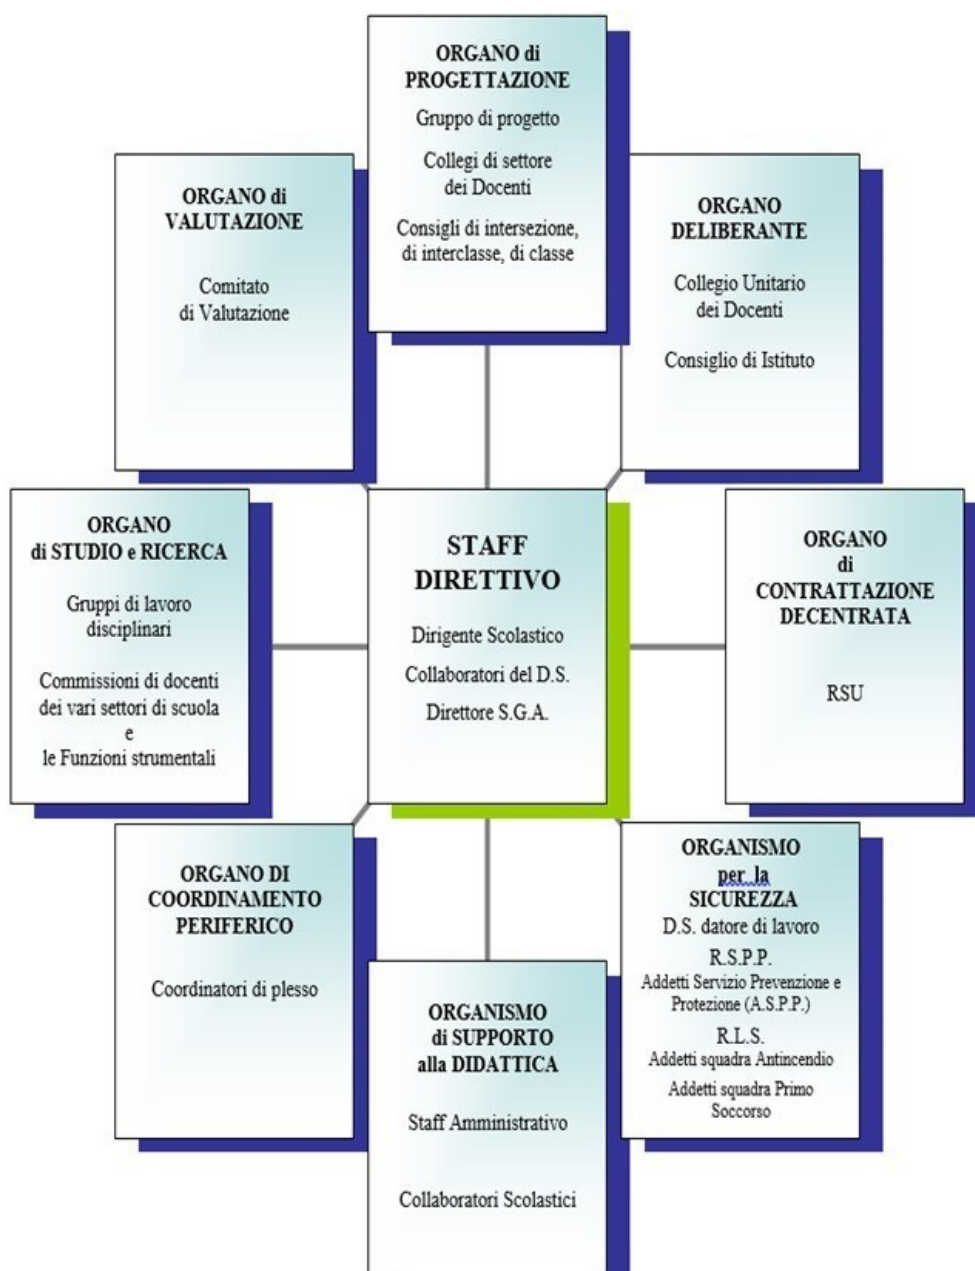 ORGANO di
PROGETTAZIONE
Gruppo di progetto
Collegi di settore
dei Docenti
Consigli di intersezione,
di interclasse, di classe
ORGANO di
VALUTAZIONE
Comitato
di Valutazione
ORGANO
DELIBERANTE
Collegio Unitario
dei Docenti
Consiglio di Istituto
ORGANO
di STUDIO e RICERCA
Gruppi di lavoro
disciplinari
Commissioni di docenti
dei vari settori di scuola
e
le Funzioni strumentali
STAFF
DIRETTIVO
Dirigente Scolastico
Collaboratori del D.S.
Direttore S.G.A.
ORGANO
di
CONTRATTAZIONE
DECENTRATA
RSU
ORGANO DI
COORDINAMENTO
PERIFERICO
Coordinatori di plesso
ORGANISMO
di SUPPORTO
alla DIDATTICA
Staff Amministrativo
Collaboratori Scolastici
ORGANISMO
per la
SICUREZZA
D.S. datore di lavoro
R.S.P.P.
Addetti Servizio Prevenzione e
Protezione (A.S.P.P.)
R.L.S.
Addetti squadra Antincendio
Addetti squadra Primo
Soccorso